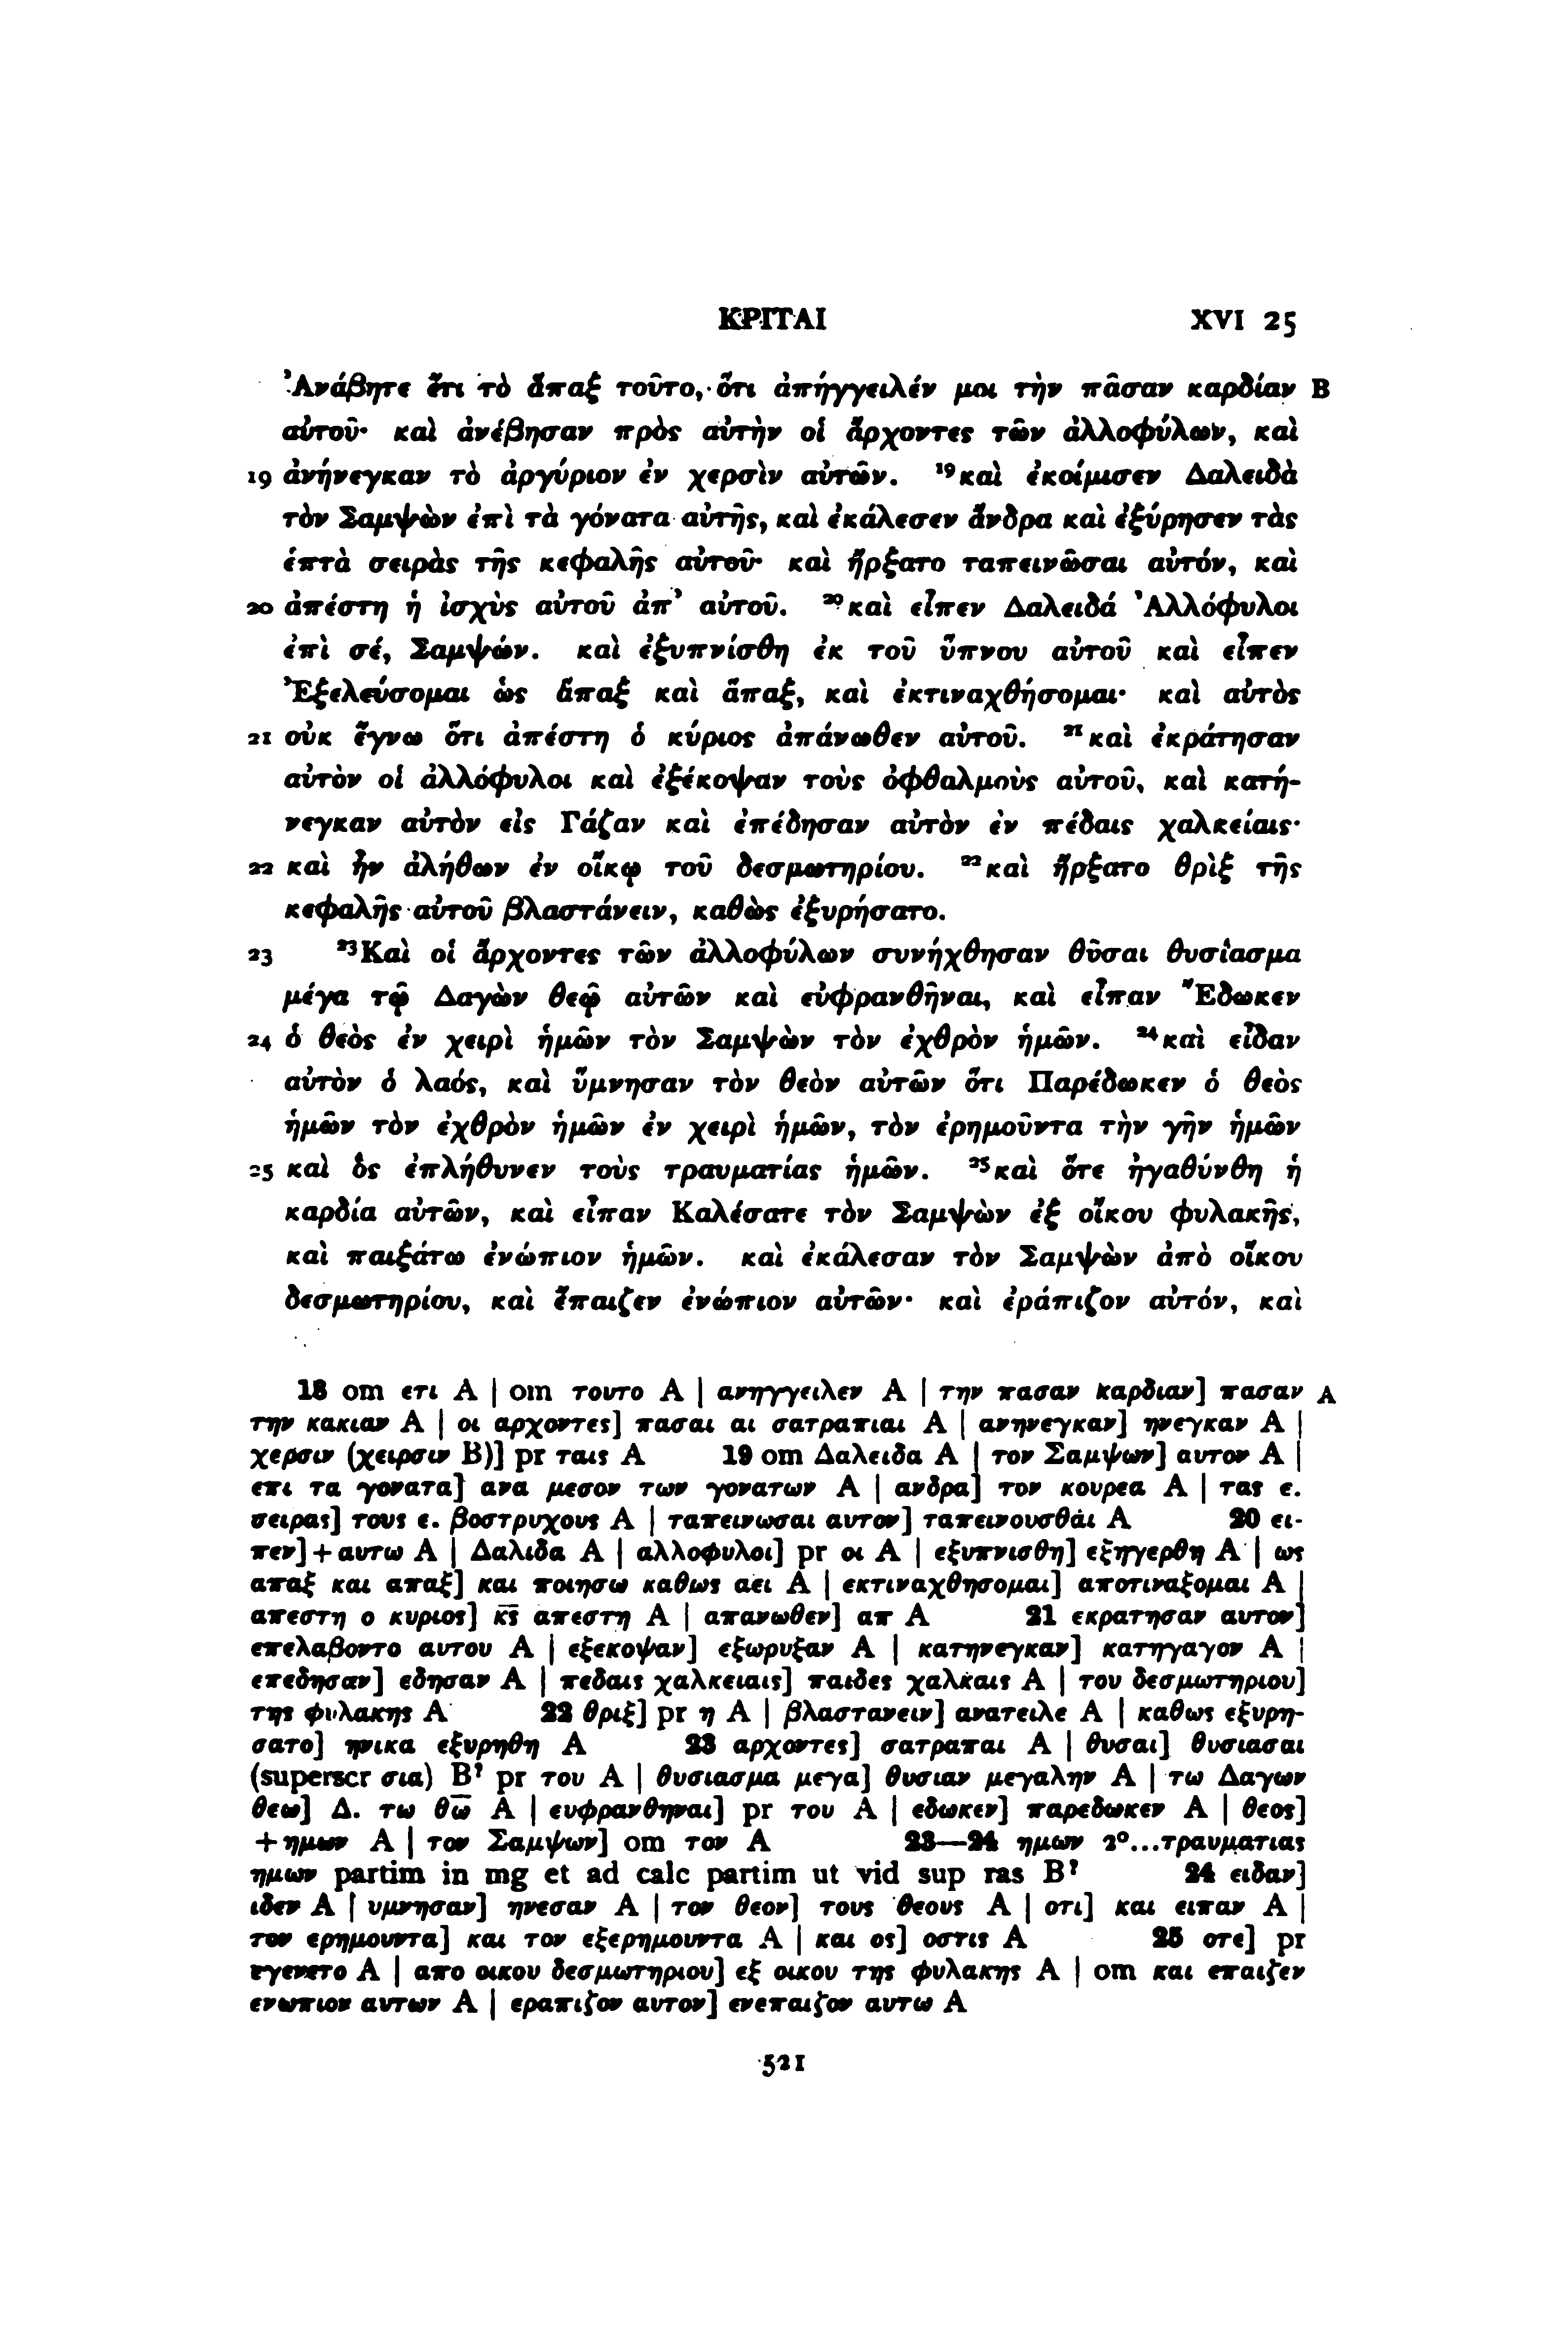 ΚΡΙΤΑΙ XVI 25
Ἀνάβητε ἔτι τὸ ἅπαξ τοῦτο, ὅτι ἀπήγγειλέν μοι τὴν πᾶσαν καρδίαν B
αὐτοῦ· καὶ ἀνέβησαν πρὸς αὐτὴν οἱ ἄρχοντες τῶν ἀλλοφύλων, καὶ
19 ἀνήνεγκαν τὸ ἀργύριον ἐν χερσὶν αὐτῶν. ¹⁹καὶ ἐκοίμισεν Δαλειδὰ
τὸν Σαμψὼν ἐπὶ τὰ γόνατα αὐτῆς, καὶ ἐκάλεσεν ἄνδρα καὶ ἐξύρησεν τὰς
ἑπτὰ σειρὰς τῆς κεφαλῆς αὐτοῦ· καὶ ἤρξατο ταπεινῶσαι αὐτόν, καὶ
20 ἀπέστη ἡ ἰσχὺς αὐτοῦ ἀπ’ αὐτοῦ. ²⁰καὶ εἶπεν Δαλειδά Ἀλλόφυλοι
ἐπὶ σέ, Σαμψών. καὶ ἐξυπνίσθη ἐκ τοῦ ὕπνου αὐτοῦ καὶ εἶπεν
Ἐξελεύσομαι ὡς ἅπαξ καὶ ἅπαξ, καὶ ἐκτιναχθήσομαι· καὶ αὐτὸς
21 οὐκ ἔγνω ὅτι ἀπέστη ὁ κύριος ἀπάνωθεν αὐτοῦ. ²¹καὶ ἐκράτησαν
αὐτὸν οἱ ἀλλόφυλοι καὶ ἐξέκοψαν τοὺς ὀφθαλμοὺς αὐτοῦ, καὶ κατή-
νεγκαν αὐτὸν εἰς Γάζαν καὶ ἐπέδησαν αὐτὸν ἐν πέδαις χαλκείαις·
22 καὶ ἦν ἀλήθων ἐν οἴκῳ τοῦ δεσμωτηρίου. ²²καὶ ἤρξατο θρὶξ τῆς
κεφαλῆς αὐτοῦ βλαστάνειν, καθὼς ἐξυρήσατο.
23 ²³Καὶ οἱ ἄρχοντες τῶν ἀλλοφύλων συνήχθησαν θῦσαι θυσίασμα
μέγα τῷ Δαγὼν θεῷ αὐτῶν καὶ εὐφρανθῆναι, καὶ εἶπαν Ἔδωκεν
24 ὁ θεὸς ἐν χειρὶ ἡμῶν τὸν Σαμψὼν τὸν ἐχθρὸν ἡμῶν. ²⁴καὶ εἶδαν
αὐτὸν ὁ λαός, καὶ ὕμνησαν τὸν θεὸν αὐτῶν ὅτι Παρέδωκεν ὁ θεὸς
ἡμῶν τὸν ἐχθρὸν ἡμῶν ἐν χειρὶ ἡμῶν, τὸν ἐρημοῦντα τὴν γῆν ἡμῶν
25 καὶ ὃς ἐπλήθυνεν τοὺς τραυματίας ἡμῶν. ²⁵καὶ ὅτε ἠγαθύνθη ἡ
καρδία αὐτῶν, καὶ εἶπαν Καλέσατε τὸν Σαμψὼν ἐξ οἴκου φυλακῆς,
καὶ παιξάτω ἐνώπιον ἡμῶν. καὶ ἐκάλεσαν τὸν Σαμψὼν ἀπὸ οἴκου
δεσμωτηρίου, καὶ ἔπαιζεν ἐνώπιον αὐτῶν· καὶ ἐράπιζον αὐτόν, καὶ
18 om ετι A | om τουτο A | ανηγγειλεν A | την πασαν καρδιαν] πασαν A
την κακιαν A | οι αρχοντες] πασαι αι σατραπιαι A | ανηνεγκαν] ηνεγκαν A |
χερσιν (χειρσιν B)] pr ταις A 19 om Δαλειδα A | τον Σαμψων] αυτον A |
επι τα γονατα] ανα μεσον των γονατων A | ανδρα] τον κουρεα A | τας ε.
σειρας] τους ε. βοστρυχους A | ταπεινωσαι αυτον] ταπεινουσθαι A 20 ει-
πεν]+αυτω A | Δαλιδα A | αλλοφυλοι] pr οι A | εξυπνισθη] εξηγερθη A | ως
απαξ και απαξ] και ποιησω καθως αει A | εκτιναχθησομαι] αποτιναξομαι A |
απεστη ο κυριος] κ̅ς̅ απεστη A | απανωθεν] απ A 21 εκρατησαν αυτον]
επελαβοντο αυτου A | εξεκοψαν] εξωρυξαν A | κατηνεγκαν] κατηγαγον A |
επεδησαν] εδησαν A | πεδαις χαλκειαις] παιδες χαλκαις A | του δεσμωτηριου]
της φυλακης A 22 θριξ] pr η A | βλαστανειν] ανατειλε A | καθως εξυρη-
σατο] ηνικα εξυρηθη A 23 αρχοντες] σατραπαι A | θυσαι] θυσιασαι
(superscr σια) B? pr του A | θυσιασμα μεγα] θυσιαν μεγαλην A | τω Δαγων
θεω] Δ. τω θ̅ω̅ A | ευφρανθηναι] pr του A | εδωκεν] παρεδωκεν A | θεος]
+ημων A | τον Σαμψων] om τον A 23—24 ημων 2°...τραυματιας
ημων partim in mg et ad calc partim ut vid sup ras B? 24 ειδαν]
ιδεν A | υμνησαν] ηνεσαν A | τον θεον] τους θεους A | οτι] και ειπαν A |
τον ερημουντα] και τον εξερημουντα A | και ος] οστις A 25 οτε] pr
εγενετο A | απο οικου δεσμωτηριου] εξ οικου της φυλακης A | om και επαιζεν
ενωπιον αυτων A | εραπιζον αυτον] ενεπαιζον αυτω A
521